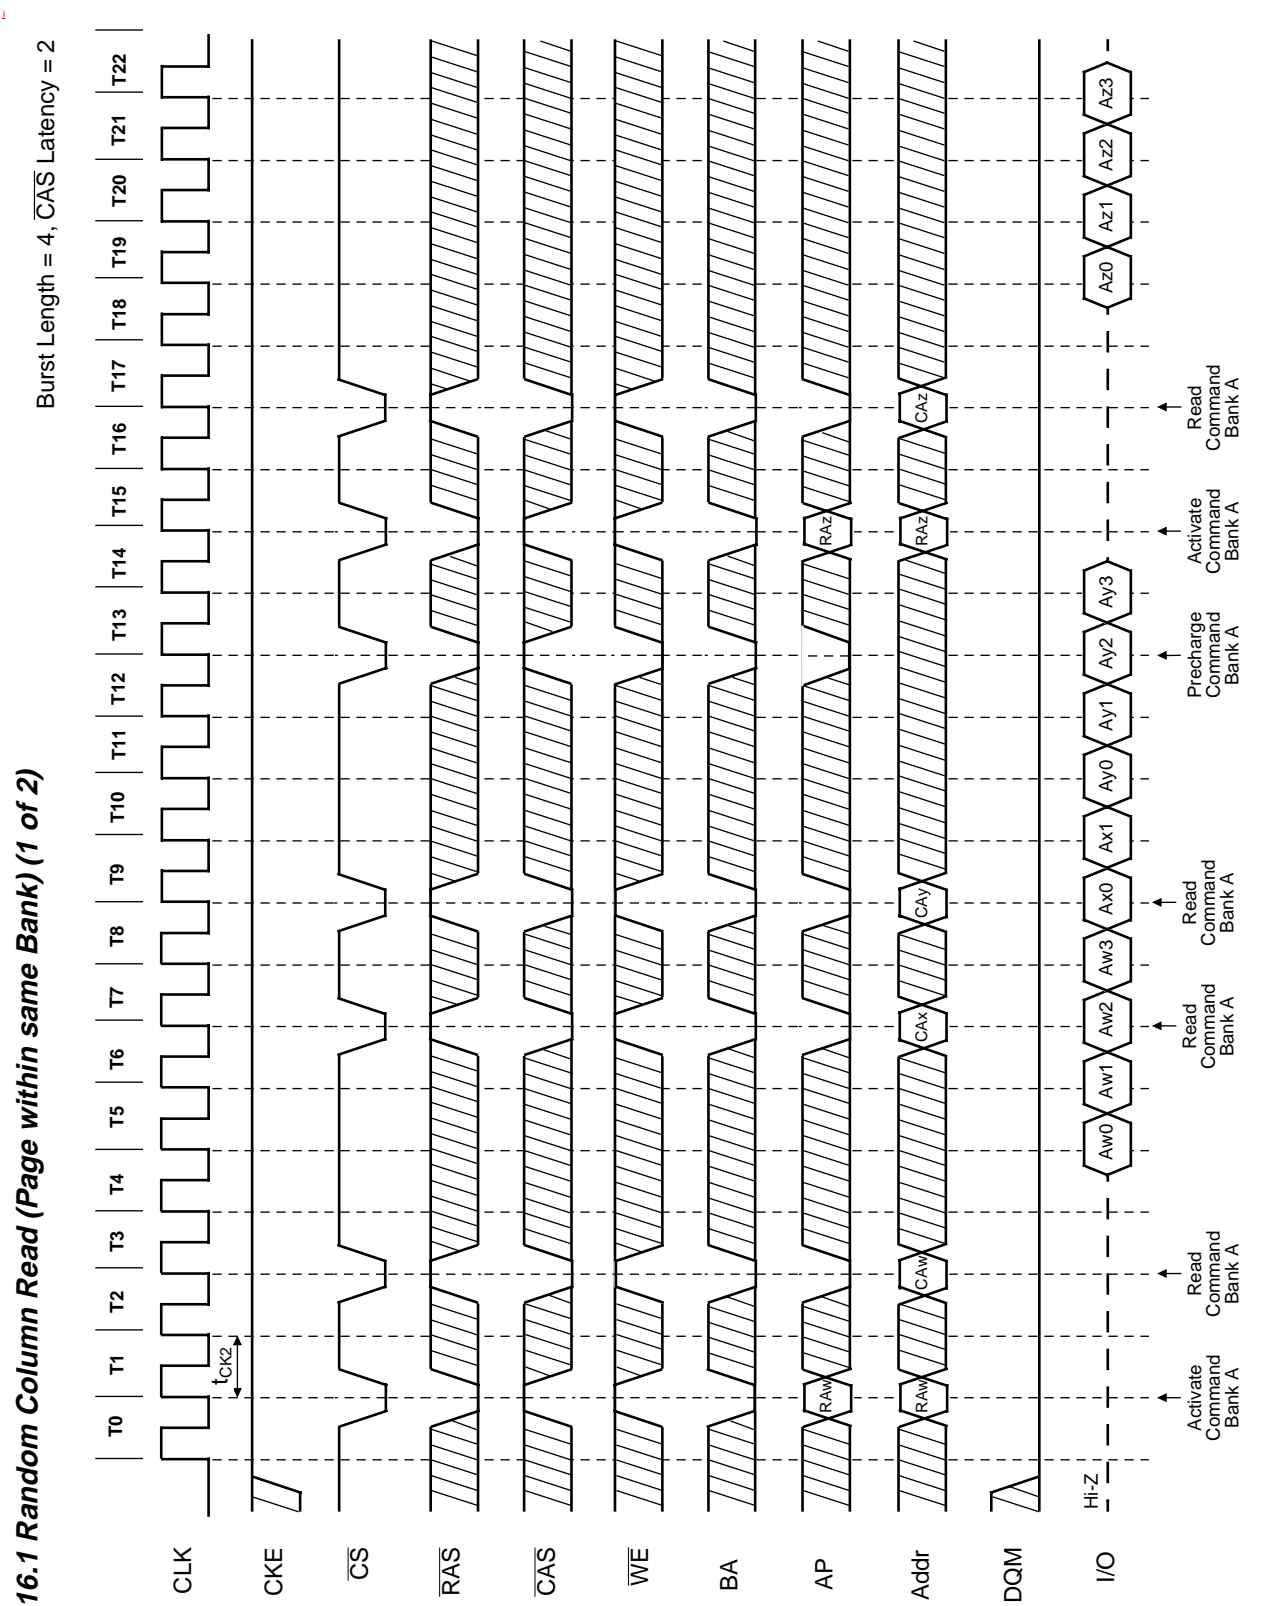 16.1 Random Column Read (Page within same Bank) (1 of 2)
Burst Length = 4, CAS Latency = 2
T0 T1 T2 T3 T4 T5 T6 T7 T8 T9 T10 T11 T12 T13 T14 T15 T16 T17 T18 T19 T20 T21 T22
CLK
tCK2
CKE
CS
RAS
CAS
WE
BA
AP
RAw RAz
Addr
RAw CAw CAx CAy RAz CAz
DQM
I/O
Hi-Z
Aw0 Aw1 Aw2 Aw3 Ax0 Ax1 Ay0 Ay1 Ay2 Ay3 Az0 Az1 Az2 Az3
Activate
Command
Bank A
Read
Command
Bank A
Read
Command
Bank A
Read
Command
Bank A
Precharge
Command
Bank A
Activate
Command
Bank A
Read
Command
Bank A